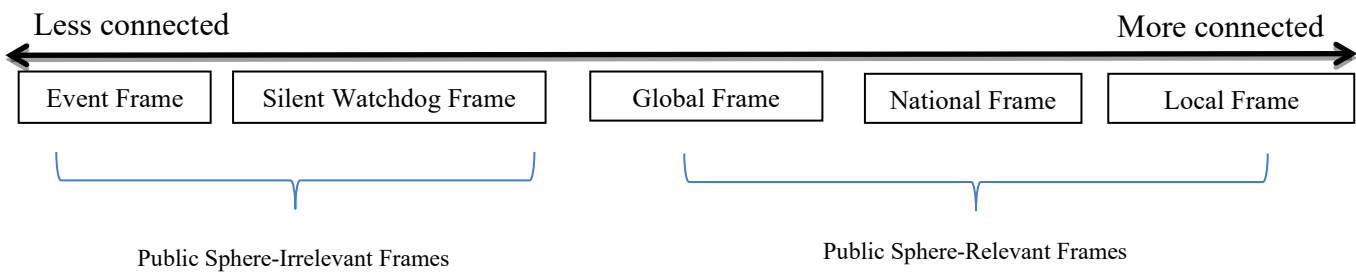 Less connected
More connected
Event Frame
Silent Watchdog Frame
Global Frame
National Frame
Local Frame
Public Sphere-Irrelevant Frames
Public Sphere-Relevant Frames